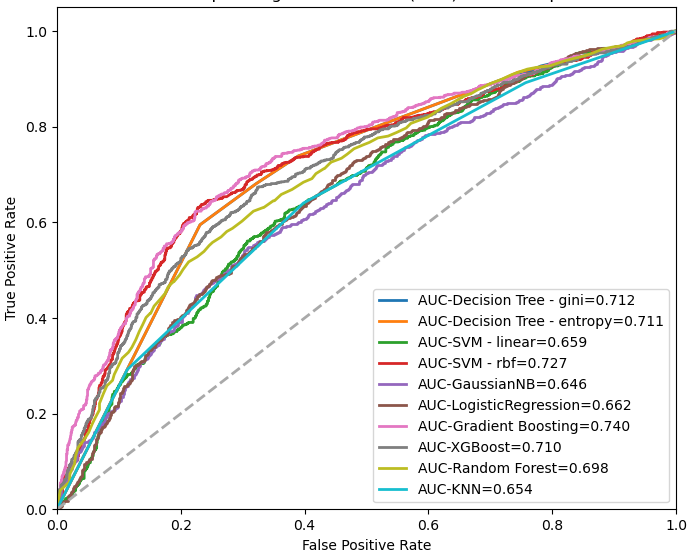 1.0
0.8
0.6
0.4
0.2
0.0
True Positive Rate
AUC-Decision Tree - gini=0.712
AUC-Decision Tree - entropy=0.711
AUC-SVM - linear=0.659
AUC-SVM - rbf=0.727
AUC-GaussianNB=0.646
AUC-LogisticRegression=0.662
AUC-Gradient Boosting=0.740
AUC-XGBoost=0.710
AUC-Random Forest=0.698
AUC-KNN=0.654
0.0 0.2 0.4 0.6 0.8 1.0
False Positive Rate